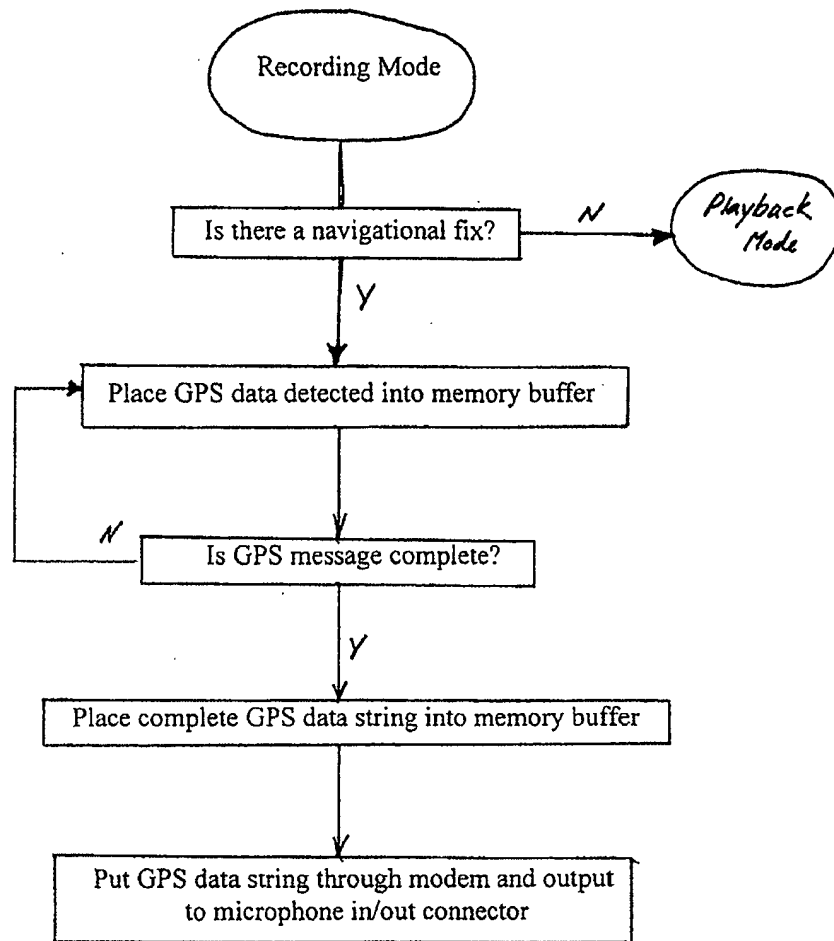 Recording Mode
Is there a navigational fix?
N
Playback
Mode
Y
Place GPS data detected into memory buffer
N
Is GPS message complete?
Y
Place complete GPS data string into memory buffer
Put GPS data string through modem and output
to microphone in/out connector